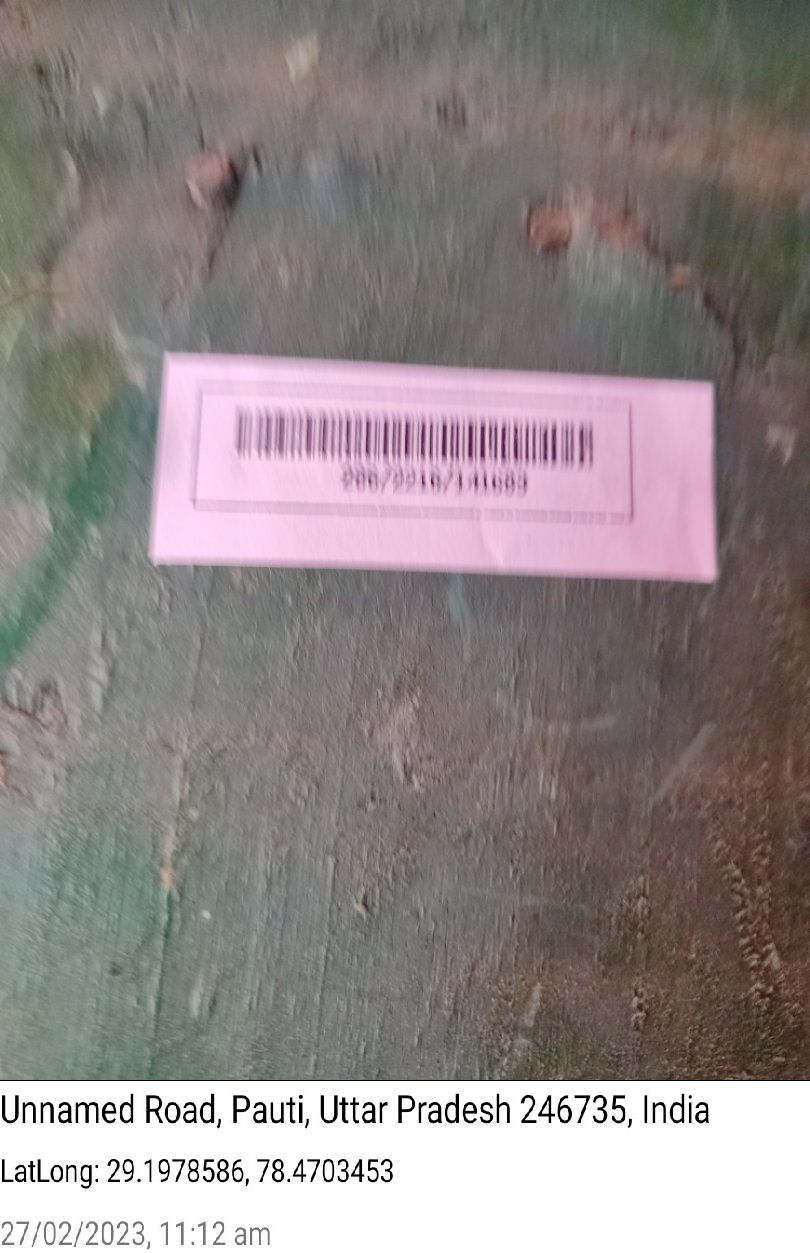 Unnamed Road, Pauti, Uttar Pradesh 246735, India
LatLong: 29.1978586, 78.4703453
27/02/2023, 11:12 am